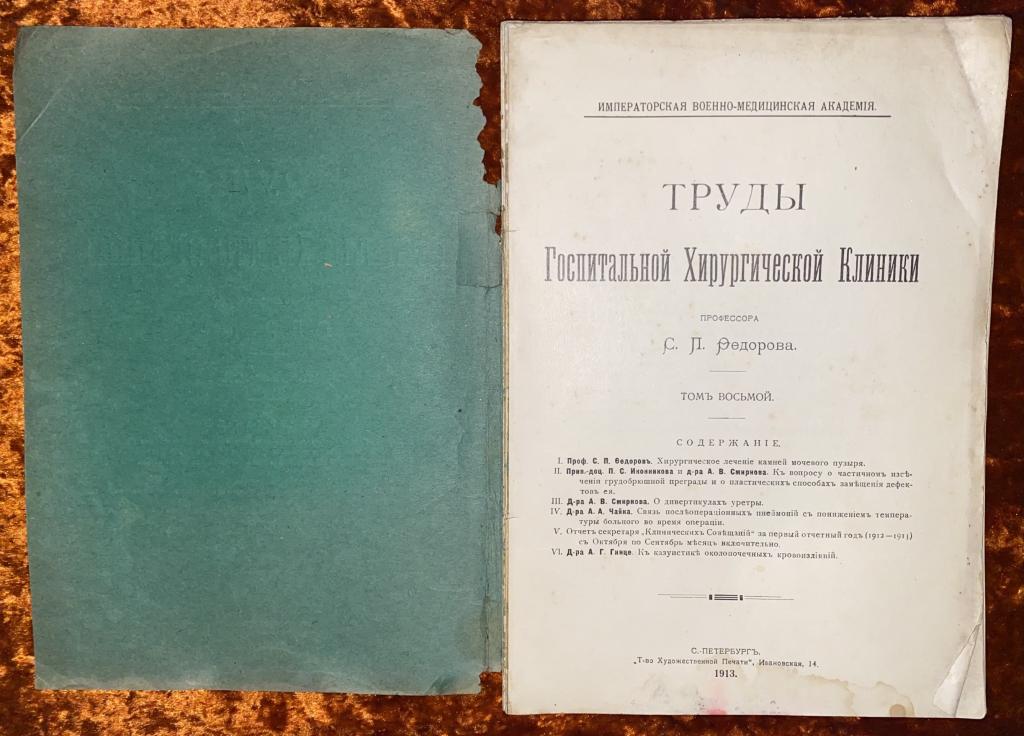 ИМПЕРАТОРСКАЯ ВОЕННО-МЕДИЦИНСКАЯ АКАДЕМІЯ.
ТРУДЫ
Госпитальной Хирургической Клиники
ПРОФЕССОРА
С. П. Ѳедорова.
ТОМЪ ВОСЬМОЙ.
СОДЕРЖАНІЕ.
I. Проф. С. П. Ѳедоровъ. Хирургическое лечение камней мочевого пузыря.
II. Прив.-доц. П. С. Иконникова и д-ра А. В. Смирнова. Къ вопросу о частичномъ изсѣ-
ченіи грудобрюшной преграды и о пластическихъ способахъ замѣщенія дефек-
товъ ея.
III. Д-ра А. В. Смирнова. О дивертикулахъ уретры.
IV. Д-ра А. А. Чайка. Связь послѣопераціонныхъ пнеймоній съ пониженіемъ темпера-
туры больного во время операціи.
V. Отчетъ секретаря „Клиническихъ Совѣщаній" за первый отчетный годъ (1912—1913)
съ Октября по Сентябрь мѣсяцъ включительно.
VI. Д-ра А. Г. Гинце. Къ казуистикѣ околопочечныхъ кровоизліяній.
С.-ПЕТЕРБУРГЪ.
„Т-во Художественной Печати", Ивановская, 14.
1913.